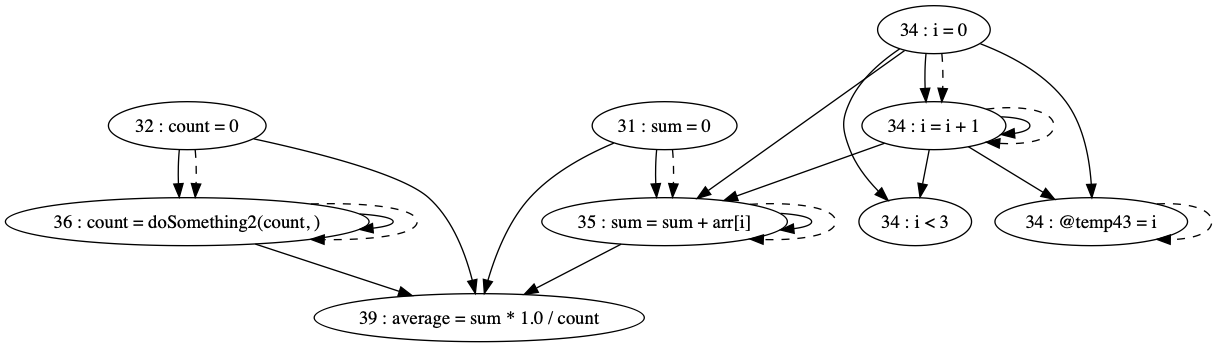 34 : i = 0
32 : count = 0
31 : sum = 0
34 : i = i + 1
36 : count = doSomething2(count, )
35 : sum = sum + arr[i]
34 : i < 3
34 : @temp43 = i
39 : average = sum * 1.0 / count